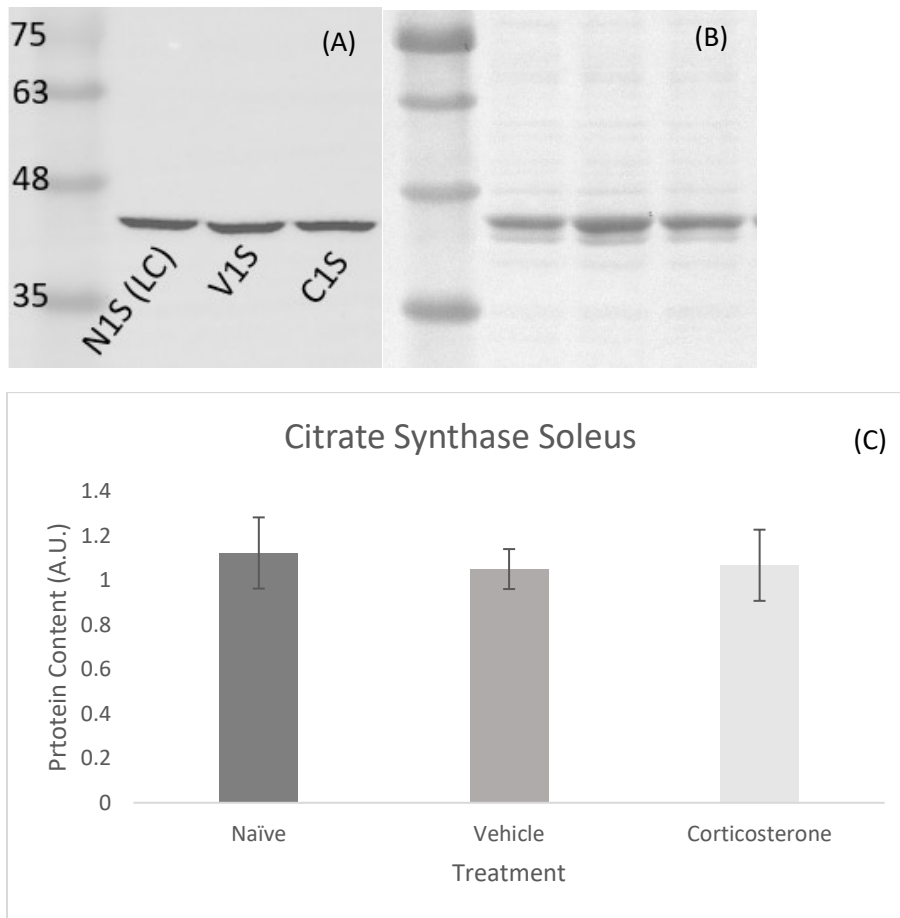 75
(A)
(B)
63
48
35
N1S (LC)
V1S
C1S
Citrate Synthase Soleus
(C)
Prtotein Content (A.U.)
1.4
1.2
1
0.8
0.6
0.4
0.2
0
Naïve
Vehicle
Corticosterone
Treatment